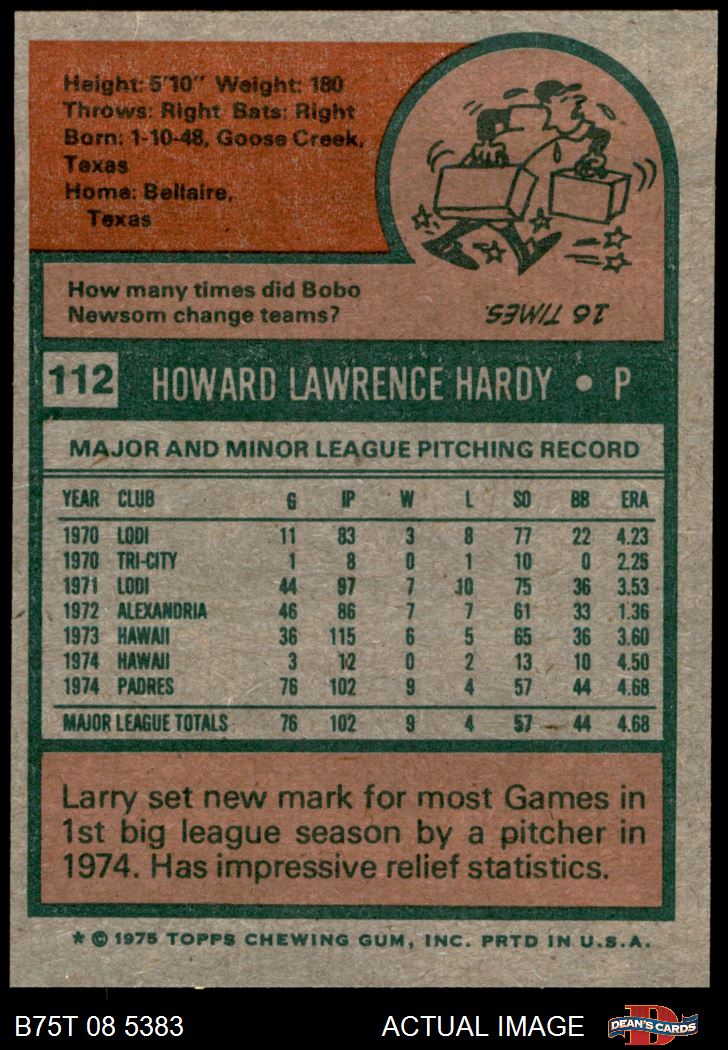 Height: 5'10" Weight: 180
Throws: Right Bats: Right
Born: 1-10-48, Goose Creek,
Texas
Home: Bellaire,
Texas
How many times did Bobo
Newsom change teams?
16 TIMES.
112 HOWARD LAWRENCE HARDY • P
MAJOR AND MINOR LEAGUE PITCHING RECORD
YEAR CLUB G IP W L SO BB ERA
1970 LODI 11 83 3 8 77 22 4.23
1970 TRI-CITY 1 8 0 1 10 0 2.25
1971 LODI 44 97 7 10 75 36 3.53
1972 ALEXANDRIA 46 86 7 7 61 33 1.36
1973 HAWAII 36 115 6 5 65 36 3.60
1974 HAWAII 3 12 0 2 13 10 4.50
1974 PADRES 76 102 9 4 57 44 4.68
MAJOR LEAGUE TOTALS 76 102 9 4 57 44 4.68
Larry set new mark for most Games in
1st big league season by a pitcher in
1974. Has impressive relief statistics.
* © 1975 TOPPS CHEWING GUM, INC. PRTD IN U.S.A.
B75T 08 5383 ACTUAL IMAGE D DEAN'S CARDS